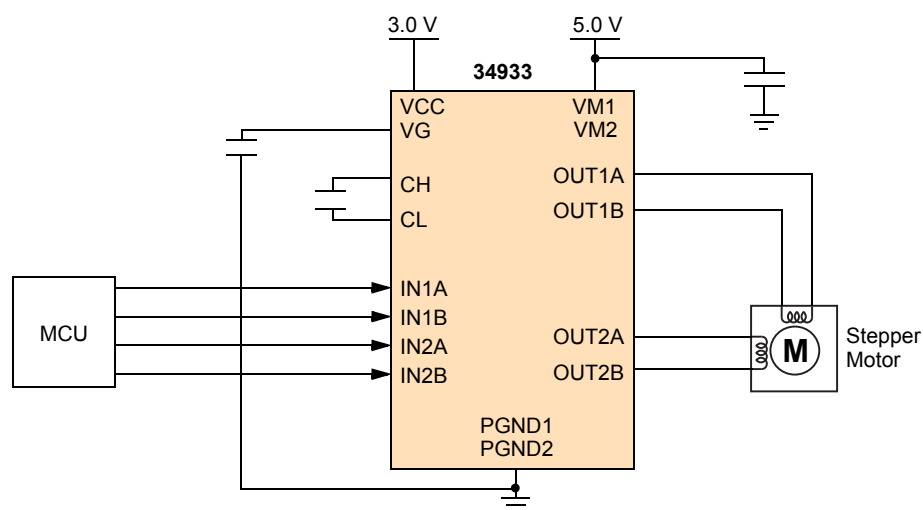 3.0 V
5.0 V
34933
VCC
VG
VM1
VM2
CH
CL
OUT1A
OUT1B
MCU
IN1A
IN1B
IN2A
IN2B
OUT2A
OUT2B
M
Stepper
Motor
PGND1
PGND2